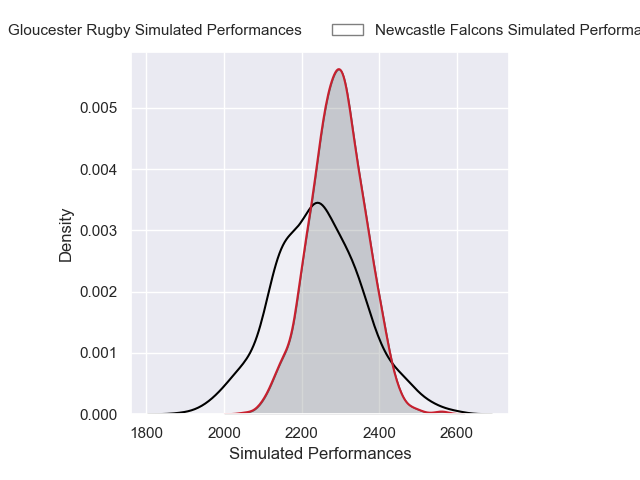 Gloucester Rugby Simulated Performances
Newcastle Falcons Simulated Performa
0.005
0.004
0.003
0.002
0.001
0.000
Density
1800 2000 2200 2400 2600
Simulated Performances